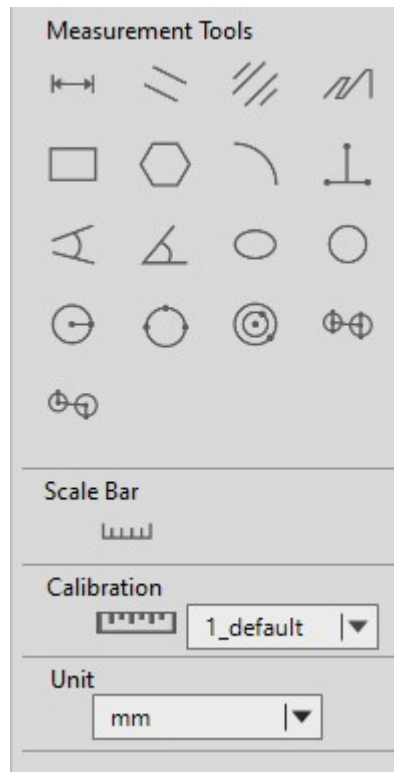 Measurement Tools
Scale Bar
Calibration
1_default
Unit
mm